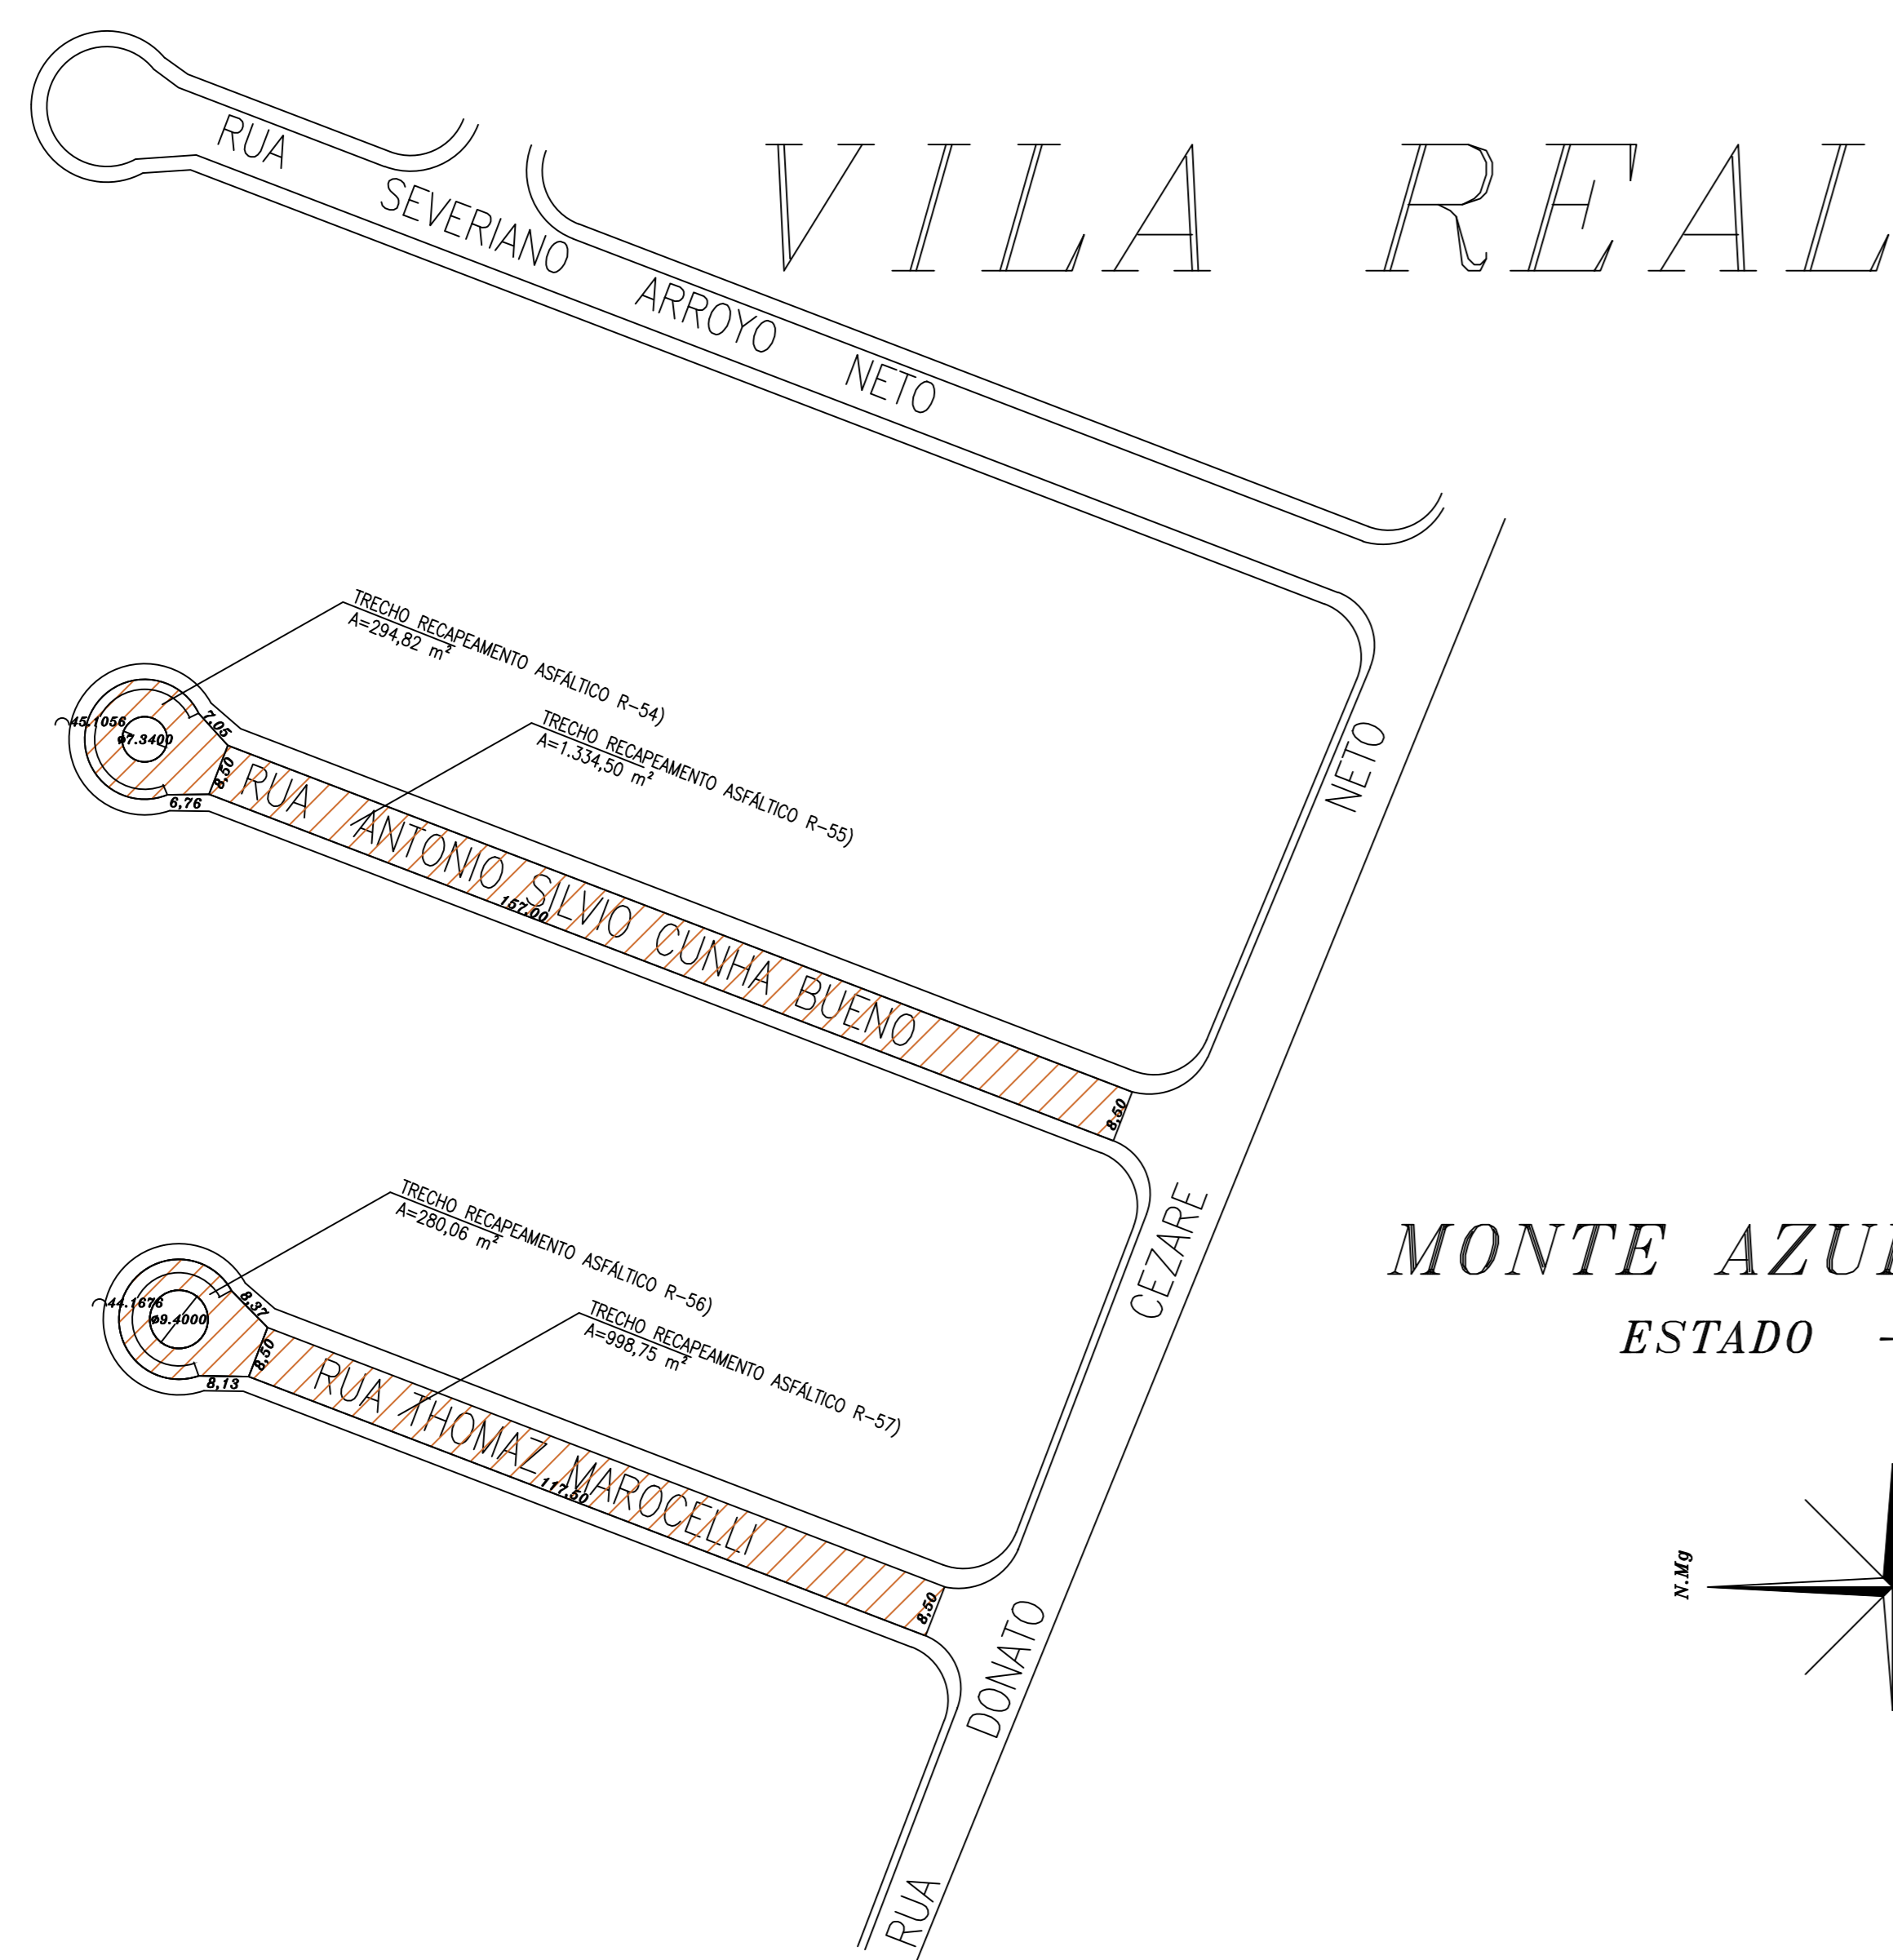 VILA REAL
RUA SEVERIANO ARROYO NETO
TRECHO RECAPEAMENTO ASFÁLTICO R-54)
A=294,82 m²
TRECHO RECAPEAMENTO ASFÁLTICO R-55)
A=1.334,50 m²
45.1056
ø7.3400
7,05
8,50
6,76
RUA ANTONIO SILVIO CUNHA BUENO
157,00
8,50
TRECHO RECAPEAMENTO ASFÁLTICO R-56)
A=280,06 m²
TRECHO RECAPEAMENTO ASFÁLTICO R-57)
A=998,75 m²
44.1676
ø9.4000
8,37
8,50
8,13
RUA THOMAZ MAROCELLI
117,50
8,50
RUA DONATO CEZARE NETO
MONTE AZUL
ESTADO -
N.Mg